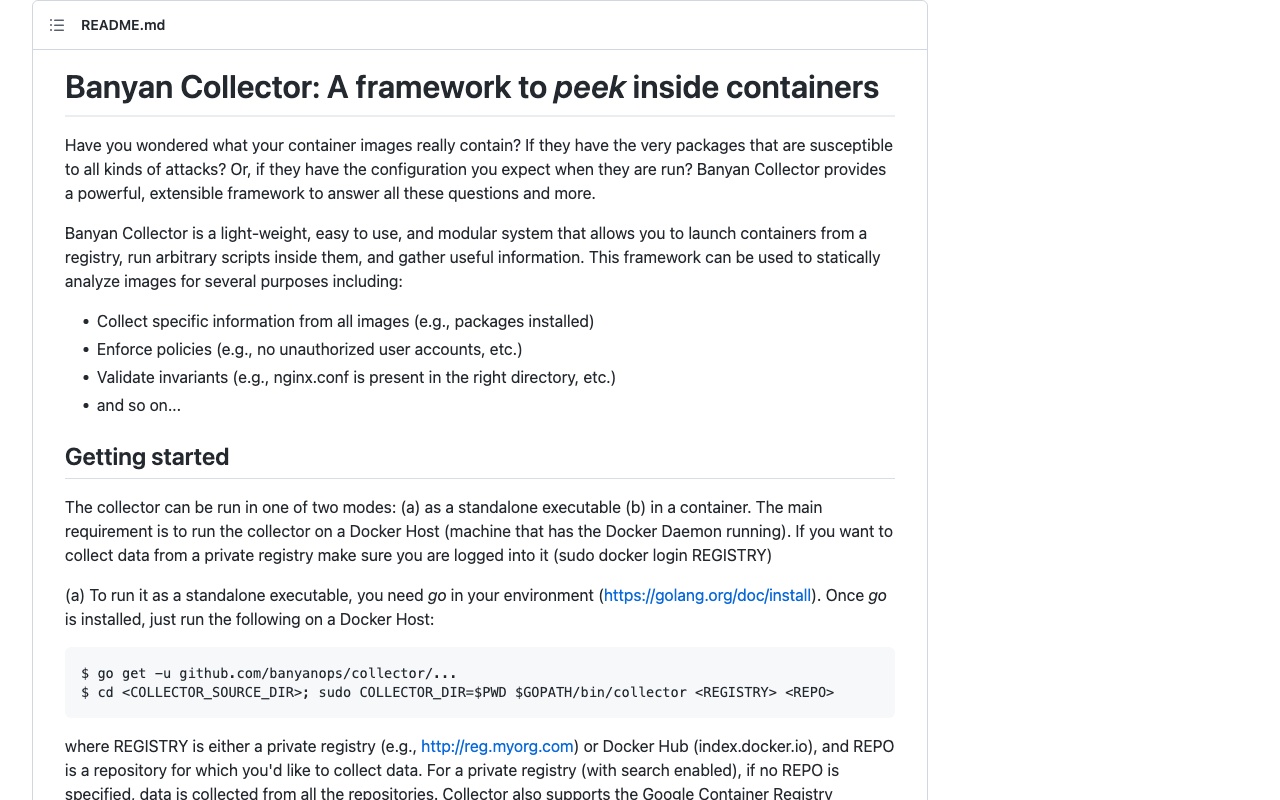 README.md
Banyan Collector: A framework to peek inside containers
Have you wondered what your container images really contain? If they have the very packages that are susceptible
to all kinds of attacks? Or, if they have the configuration you expect when they are run? Banyan Collector provides
a powerful, extensible framework to answer all these questions and more.
Banyan Collector is a light-weight, easy to use, and modular system that allows you to launch containers from a
registry, run arbitrary scripts inside them, and gather useful information. This framework can be used to statically
analyze images for several purposes including:
• Collect specific information from all images (e.g., packages installed)
• Enforce policies (e.g., no unauthorized user accounts, etc.)
• Validate invariants (e.g., nginx.conf is present in the right directory, etc.)
• and so on...
Getting started
The collector can be run in one of two modes: (a) as a standalone executable (b) in a container. The main
requirement is to run the collector on a Docker Host (machine that has the Docker Daemon running). If you want to
collect data from a private registry make sure you are logged into it (sudo docker login REGISTRY)
(a) To run it as a standalone executable, you need go in your environment (https://golang.org/doc/install). Once go
is installed, just run the following on a Docker Host:
$ go get -u github.com/banyanops/collector/...
$ cd <COLLECTOR_SOURCE_DIR>; sudo COLLECTOR_DIR=$PWD $GOPATH/bin/collector <REGISTRY> <REPO>
where REGISTRY is either a private registry (e.g., http://reg.myorg.com) or Docker Hub (index.docker.io), and REPO
is a repository for which you'd like to collect data. For a private registry (with search enabled), if no REPO is
specified, data is collected from all the repositories. Collector also supports the Google Container Registry